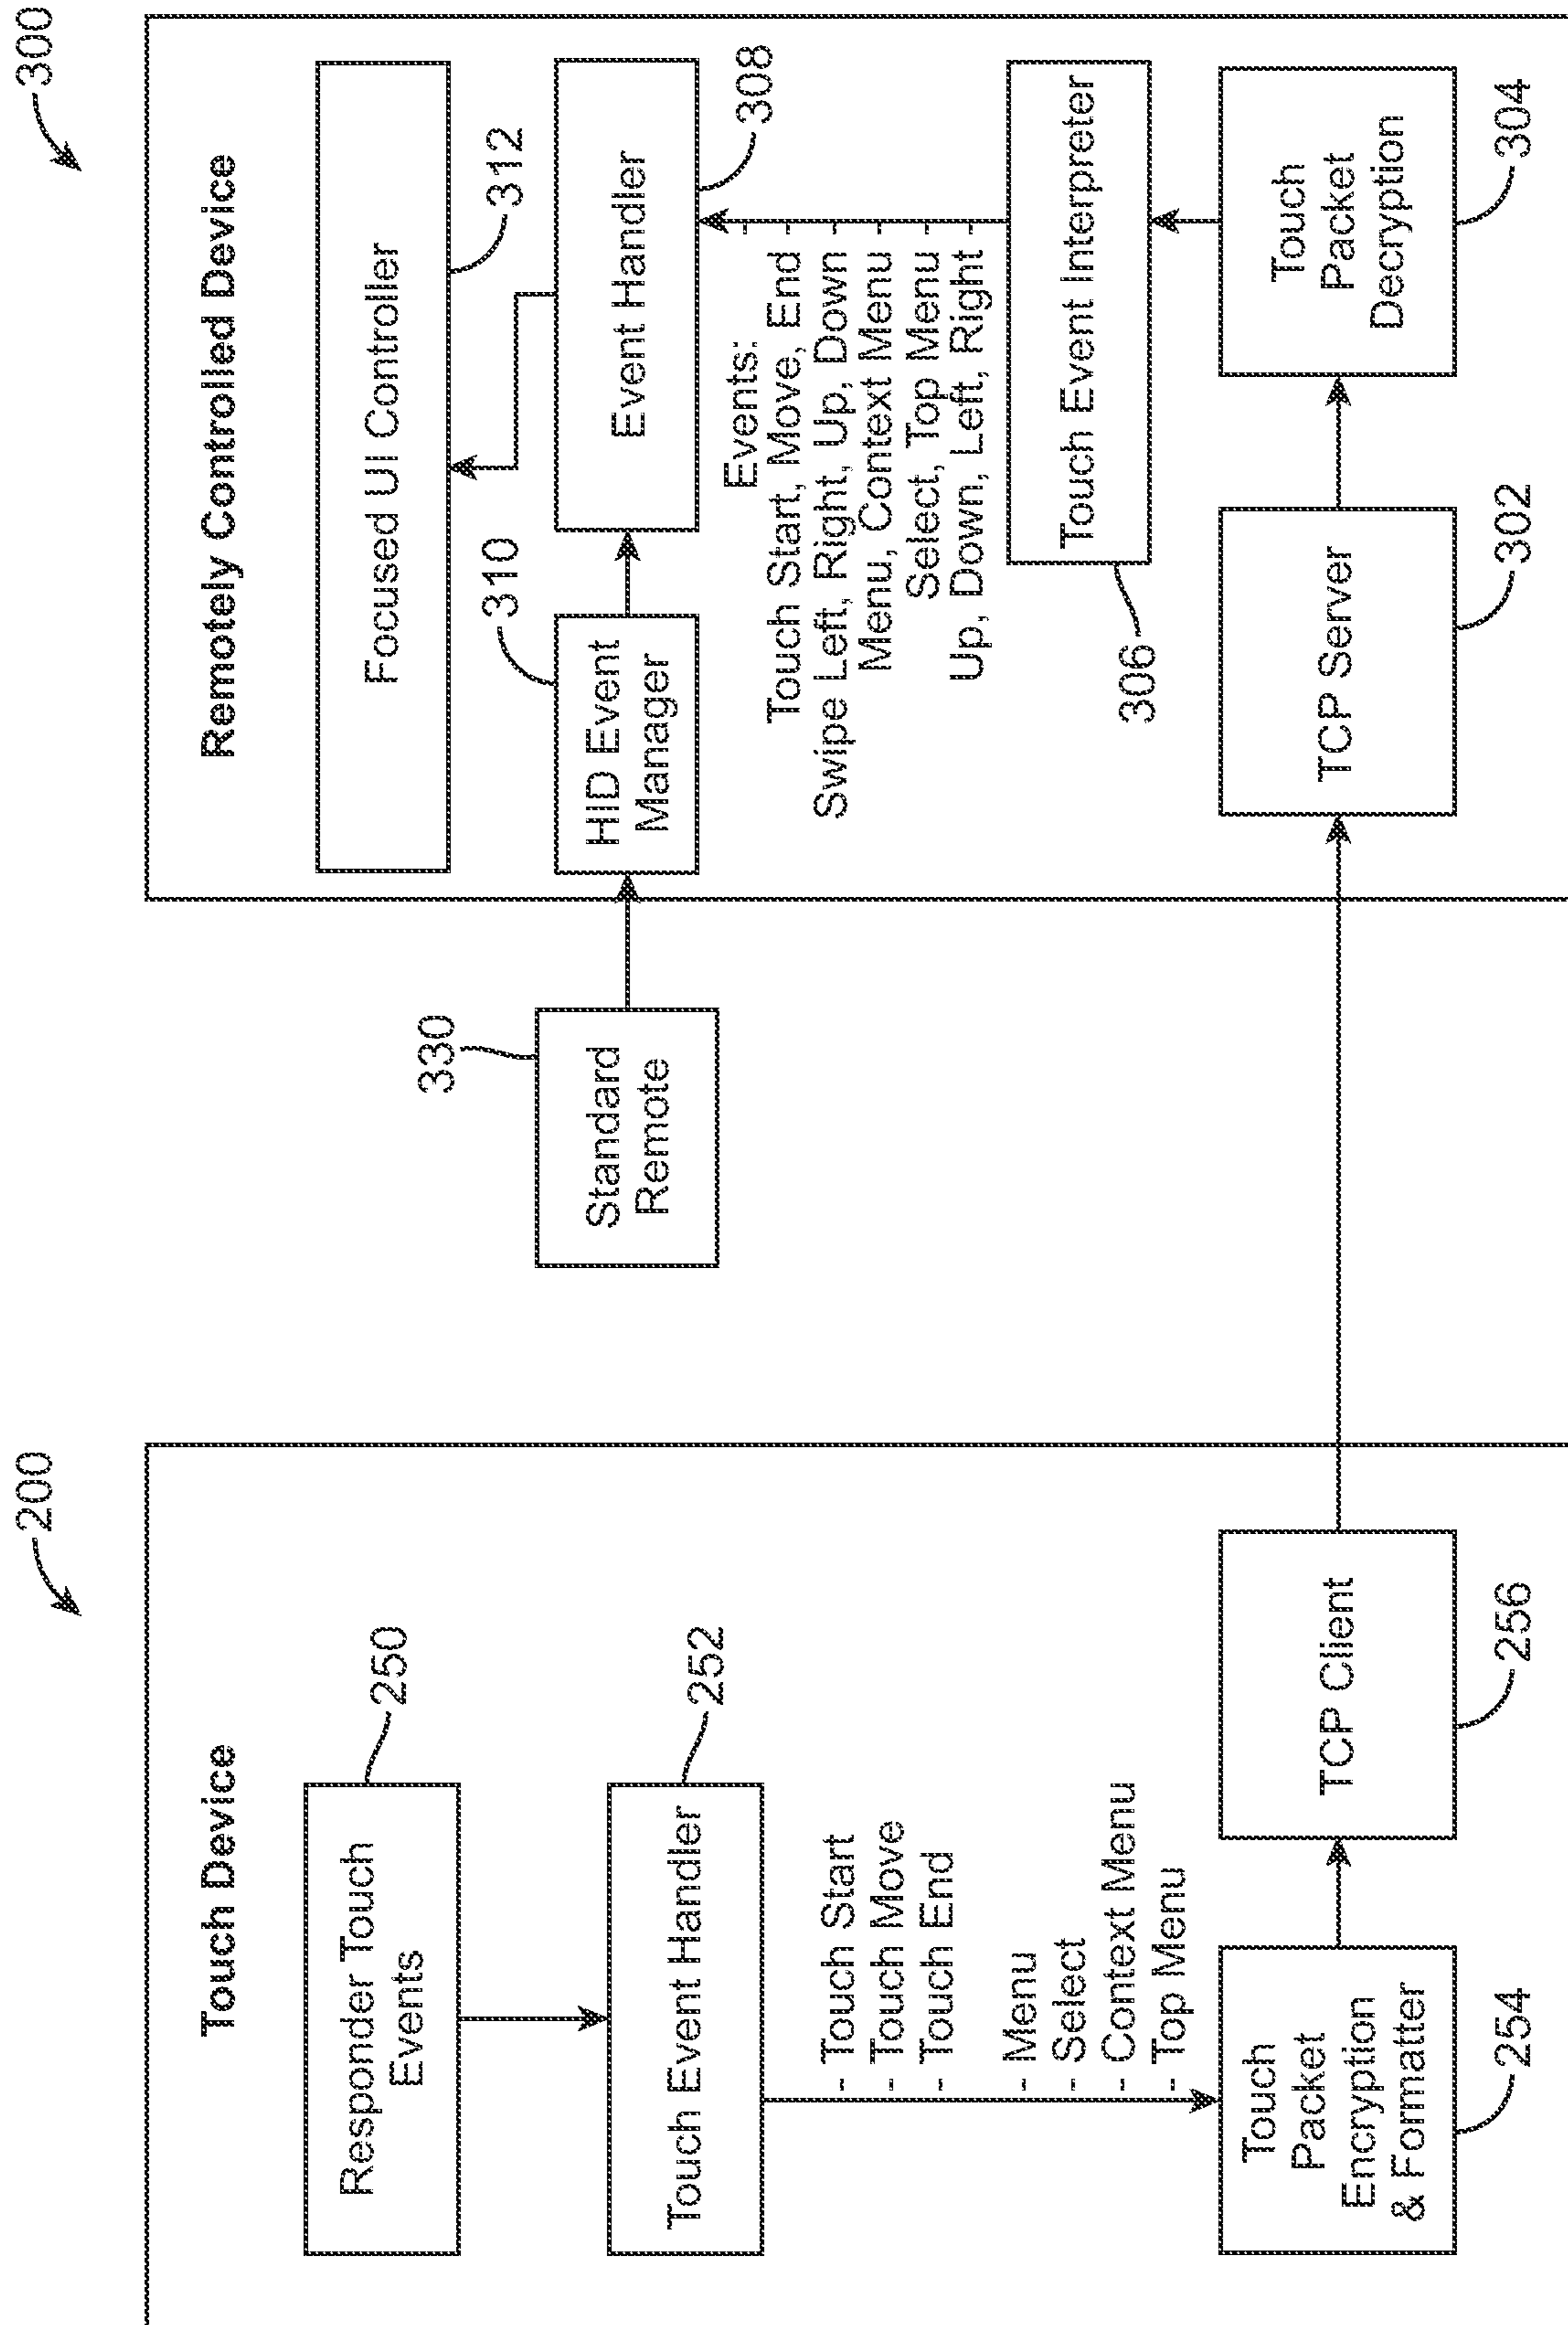 200
Touch Device
Responder Touch
Events
250
Touch Event Handler
252
- Touch Start
- Touch Move
- Touch End
- Menu
- Select
- Context Menu
- Top Menu
Touch
Packet
Encryption
& Formatter
254
TCP Client
256
330
Standard
Remote
300
Remotely Controlled Device
Focused UI Controller
312
310
HID Event
Manager
Event Handler
308
Events:
Touch Start, Move, End -
Swipe Left, Right, Up, Down -
Menu, Context Menu -
Select, Top Menu -
Up, Down, Left, Right -
Touch Event Interpreter
306
TCP Server
302
Touch
Packet
Decryption
304